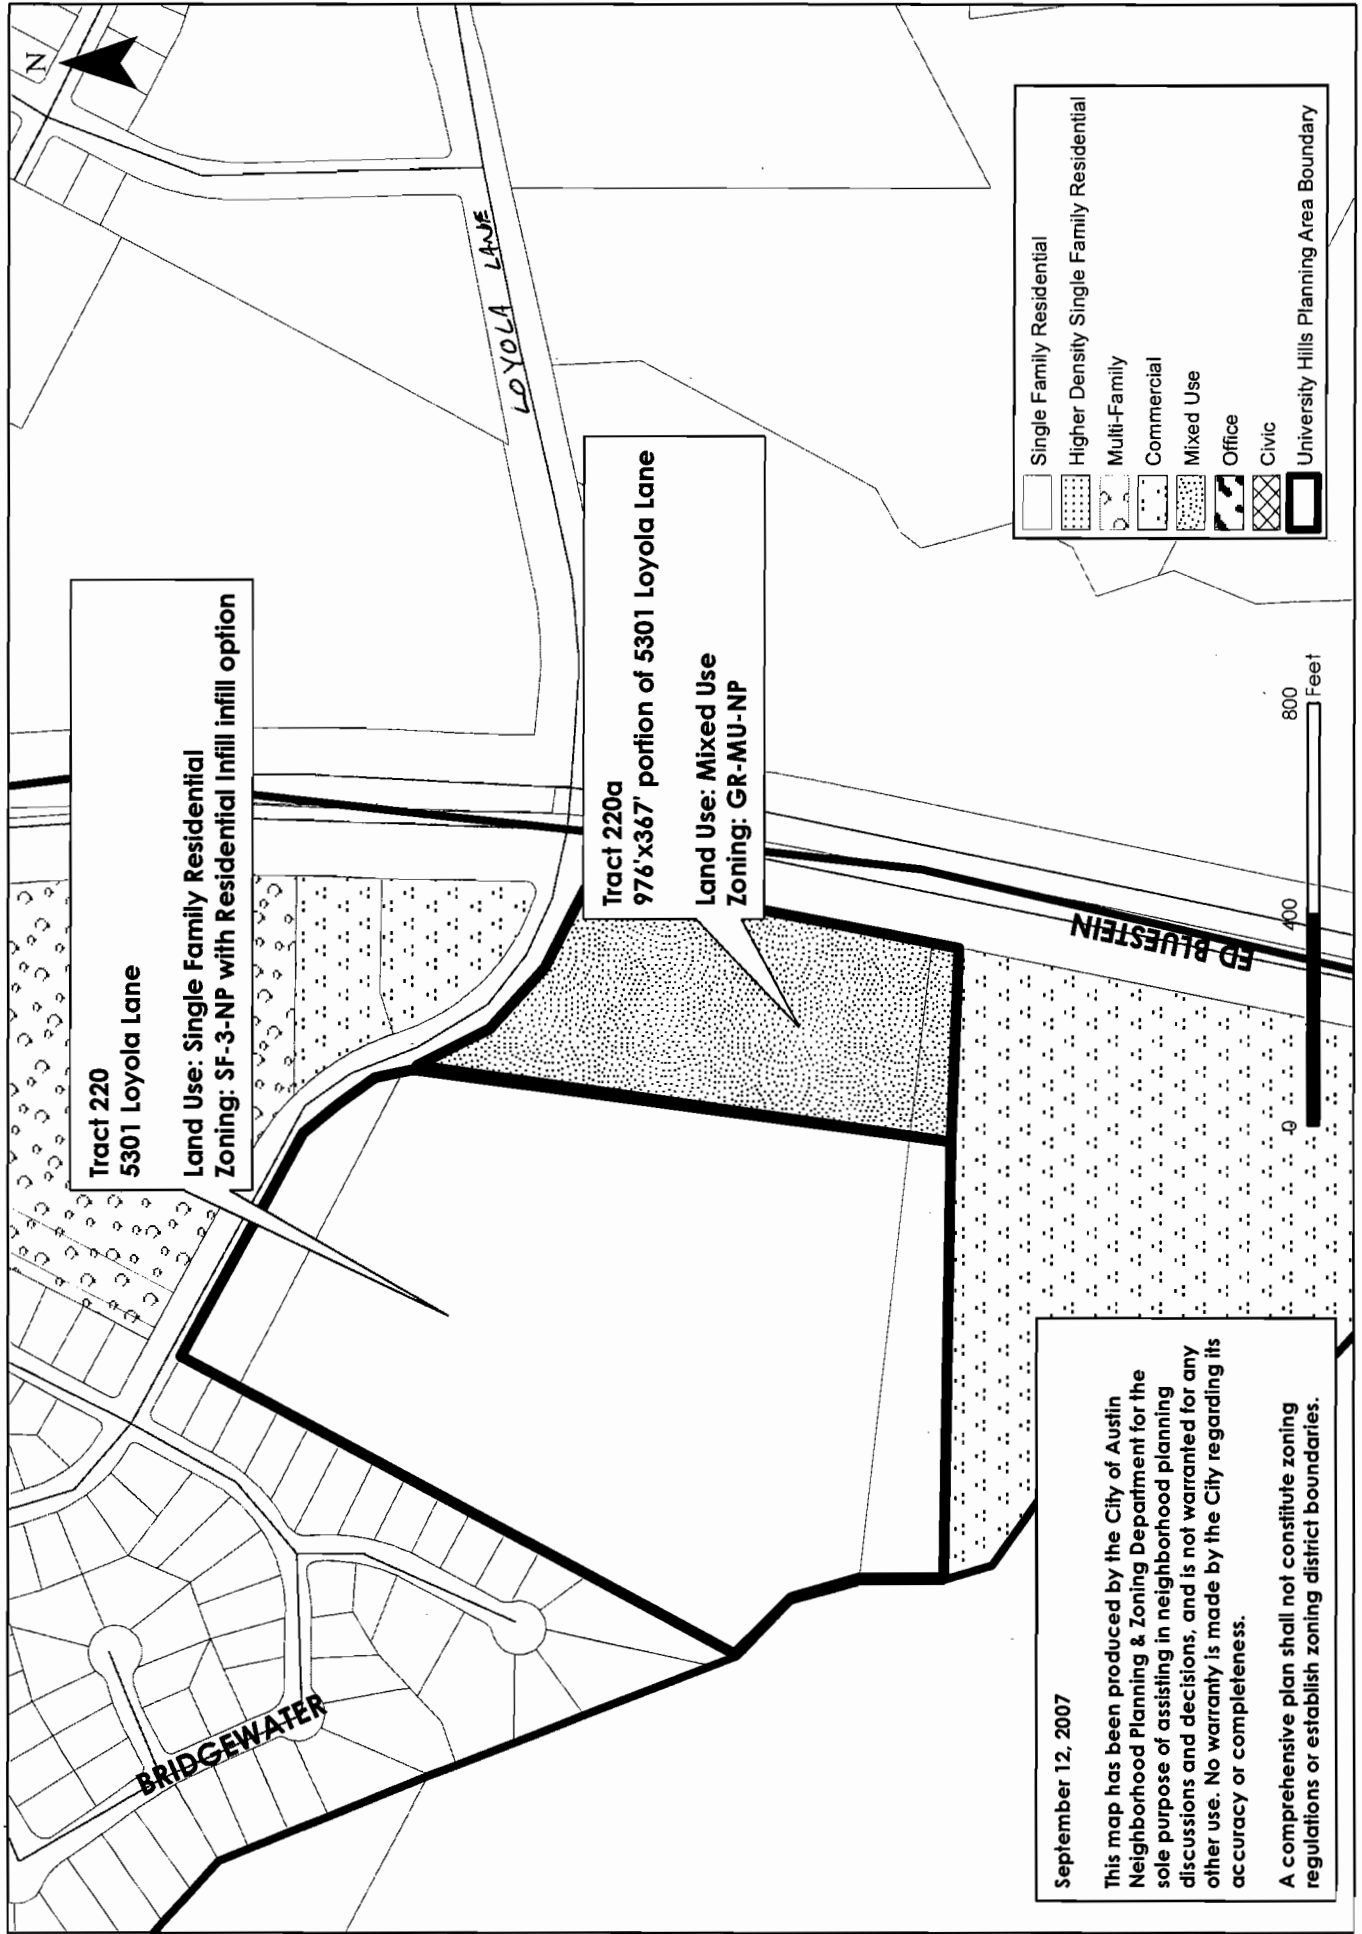 N
Tract 220
5301 Loyola Lane
Land Use: Single Family Residential
Zoning: SF-3-NP with Residential Infill infill option
LOYOLA LANE
Tract 220a
976'x367' portion of 5301 Loyola Lane
Land Use: Mixed Use
Zoning: GR-MU-NP
BRIDGEWATER
ED BLUESTEIN
September 12, 2007
This map has been produced by the City of Austin
Neighborhood Planning & Zoning Department for the
sole purpose of assisting in neighborhood planning
discussions and decisions, and is not warranted for any
other use. No warranty is made by the City regarding its
accuracy or completeness.
A comprehensive plan shall not constitute zoning
regulations or establish zoning district boundaries.
0 400 800
Feet
Single Family Residential
Higher Density Single Family Residential
Multi-Family
Commercial
Mixed Use
Office
Civic
University Hills Planning Area Boundary